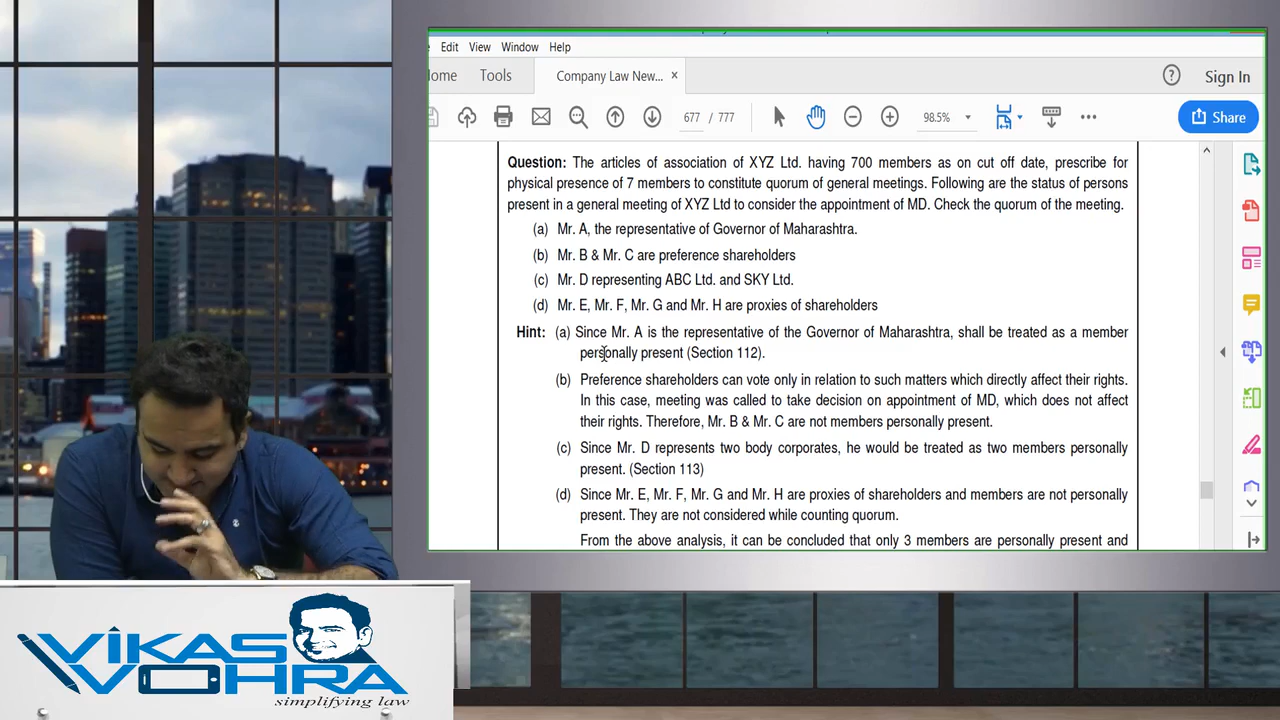 Edit View Window Help
ome Tools Company Law New... × Sign In
677 / 777 98.5% Share
Question: The articles of association of XYZ Ltd. having 700 members as on cut off date, prescribe for
physical presence of 7 members to constitute quorum of general meetings. Following are the status of persons
present in a general meeting of XYZ Ltd to consider the appointment of MD. Check the quorum of the meeting.
(a) Mr. A, the representative of Governor of Maharashtra.
(b) Mr. B & Mr. C are preference shareholders
(c) Mr. D representing ABC Ltd. and SKY Ltd.
(d) Mr. E, Mr. F, Mr. G and Mr. H are proxies of shareholders
Hint: (a) Since Mr. A is the representative of the Governor of Maharashtra, shall be treated as a member
personally present (Section 112).
(b) Preference shareholders can vote only in relation to such matters which directly affect their rights.
In this case, meeting was called to take decision on appointment of MD, which does not affect
their rights. Therefore, Mr. B & Mr. C are not members personally present.
(c) Since Mr. D represents two body corporates, he would be treated as two members personally
present. (Section 113)
(d) Since Mr. E, Mr. F, Mr. G and Mr. H are proxies of shareholders and members are not personally
present. They are not considered while counting quorum.
From the above analysis, it can be concluded that only 3 members are personally present and
VIKAS
VOHRA
simplifying law